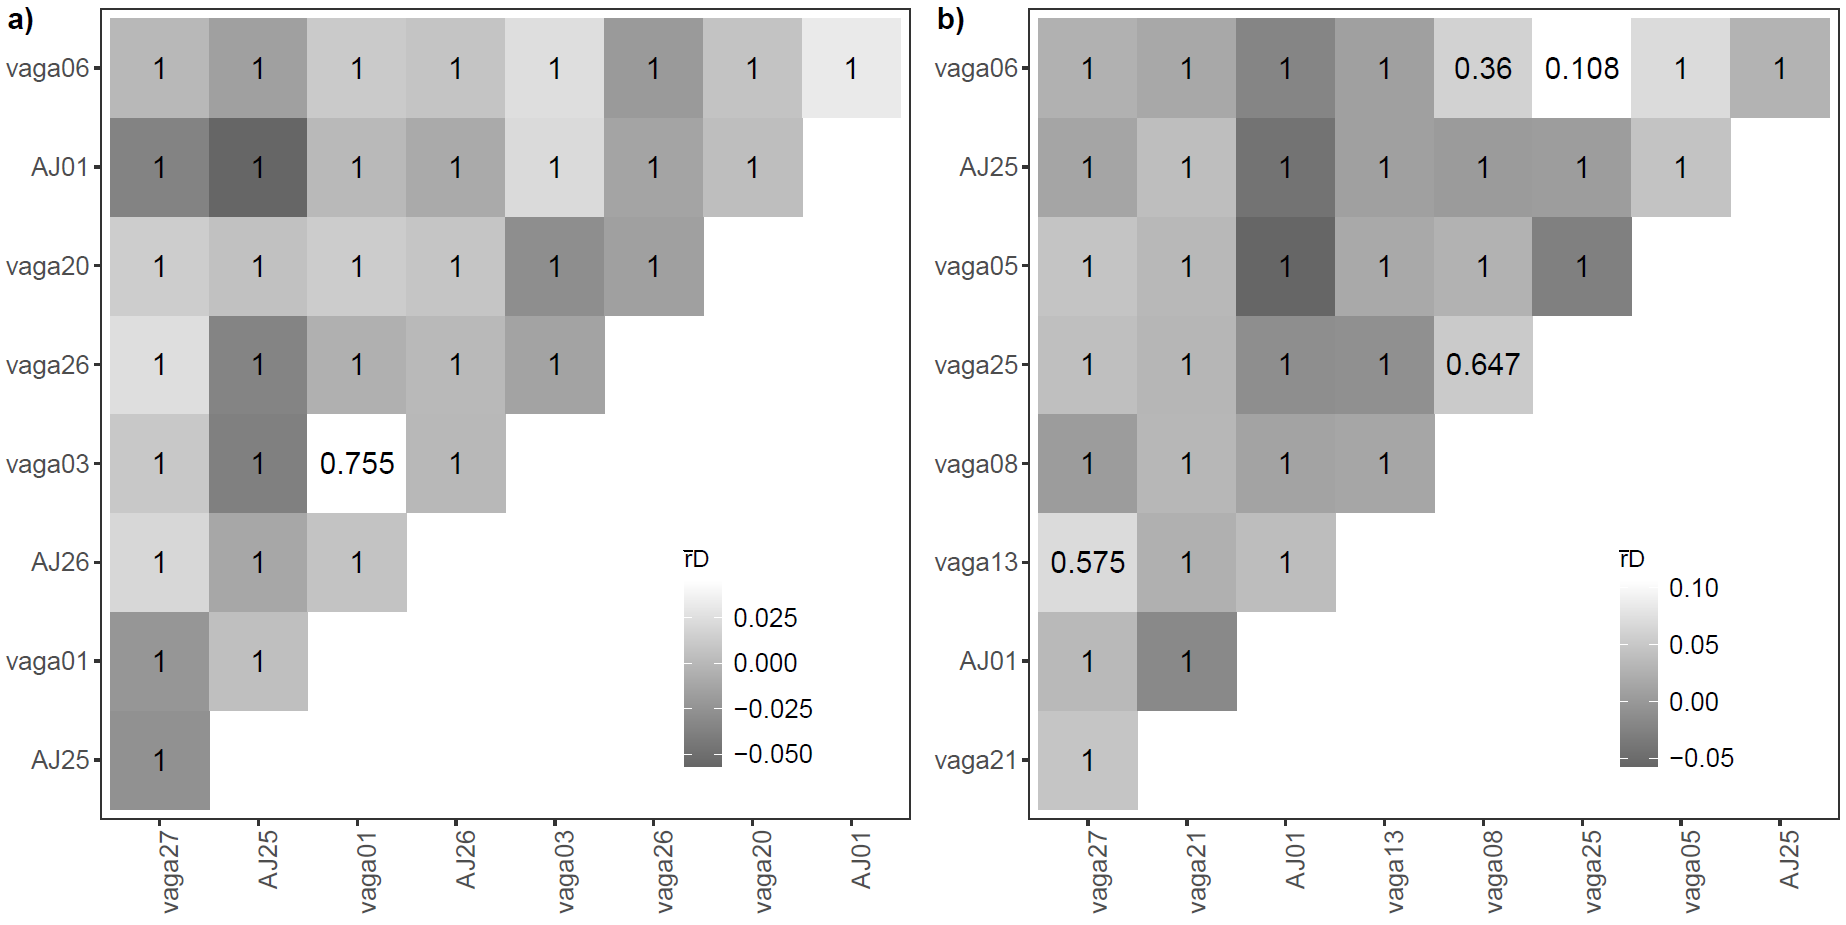 a)
vaga06 1 1 1 1 1 1 1 1
AJ01 1 1 1 1 1 1 1
vaga20 1 1 1 1 1 1
vaga26 1 1 1 1 1
vaga03 1 1 0.755 1
AJ26 1 1 1
vaga01 1 1
AJ25 1
r̅D
0.025
0.000
−0.025
−0.050
vaga27 AJ25 vaga01 AJ26 vaga03 vaga26 vaga20 AJ01
b)
vaga06 1 1 1 1 0.36 0.108 1 1
AJ25 1 1 1 1 1 1 1
vaga05 1 1 1 1 1 1
vaga25 1 1 1 1 0.647
vaga08 1 1 1 1
vaga13 0.575 1 1
AJ01 1 1
vaga21 1
r̅D
0.10
0.05
0.00
−0.05
vaga27 vaga21 AJ01 vaga13 vaga08 vaga25 vaga05 AJ25